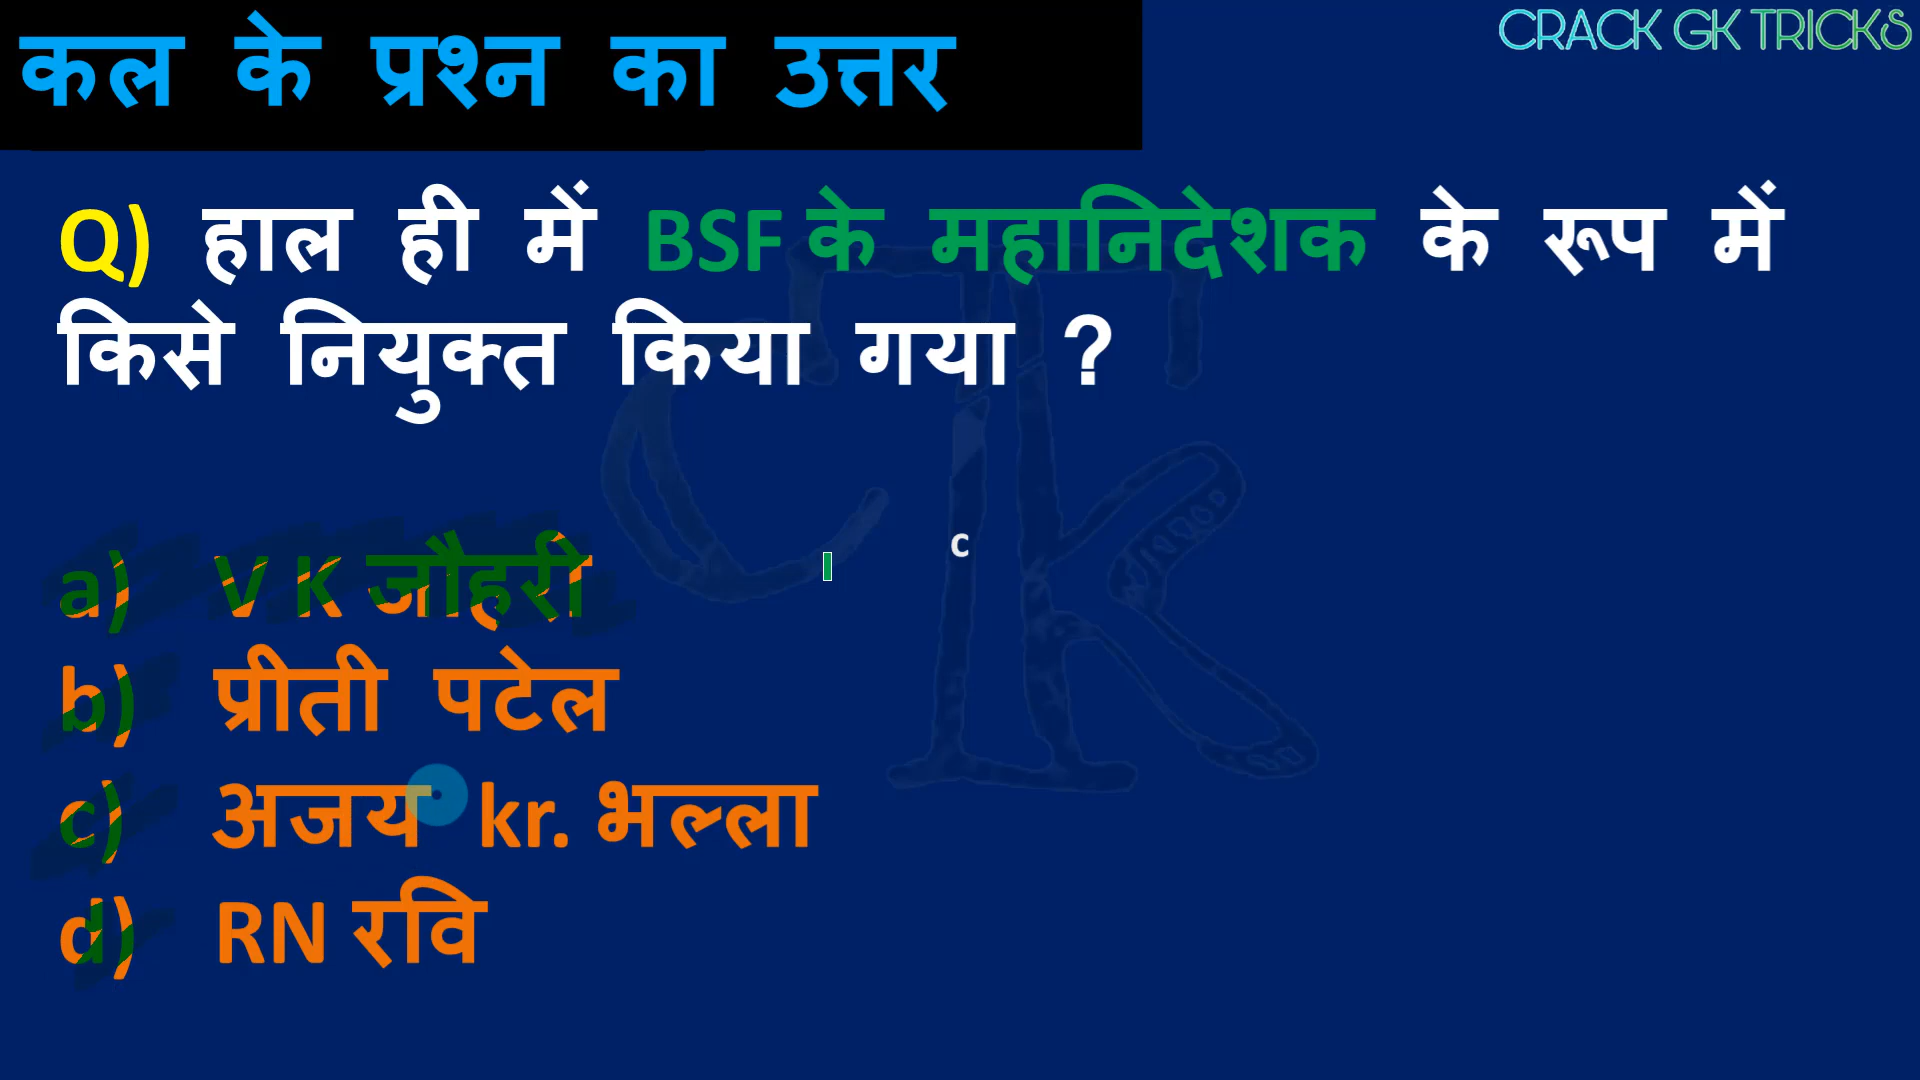 कल के प्रश्न का उत्तर
CRACK GK TRICKS
Q) हाल ही में BSF के महानिदेशक के रूप में
किसे नियुक्त किया गया ?
c
a) V K जौहरी
b) प्रीती पटेल
c) अजय kr. भल्ला
d) RN रवि